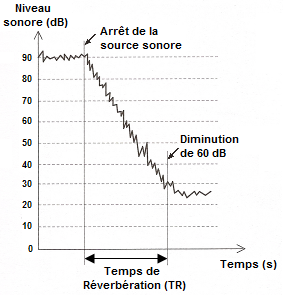 Niveau
sonore (dB)
Arrêt de la
source sonore
90
80
70
60
50
Diminution
de 60 dB
40
30
20
10
0
Temps (s)
Temps de
Réverbération (TR)